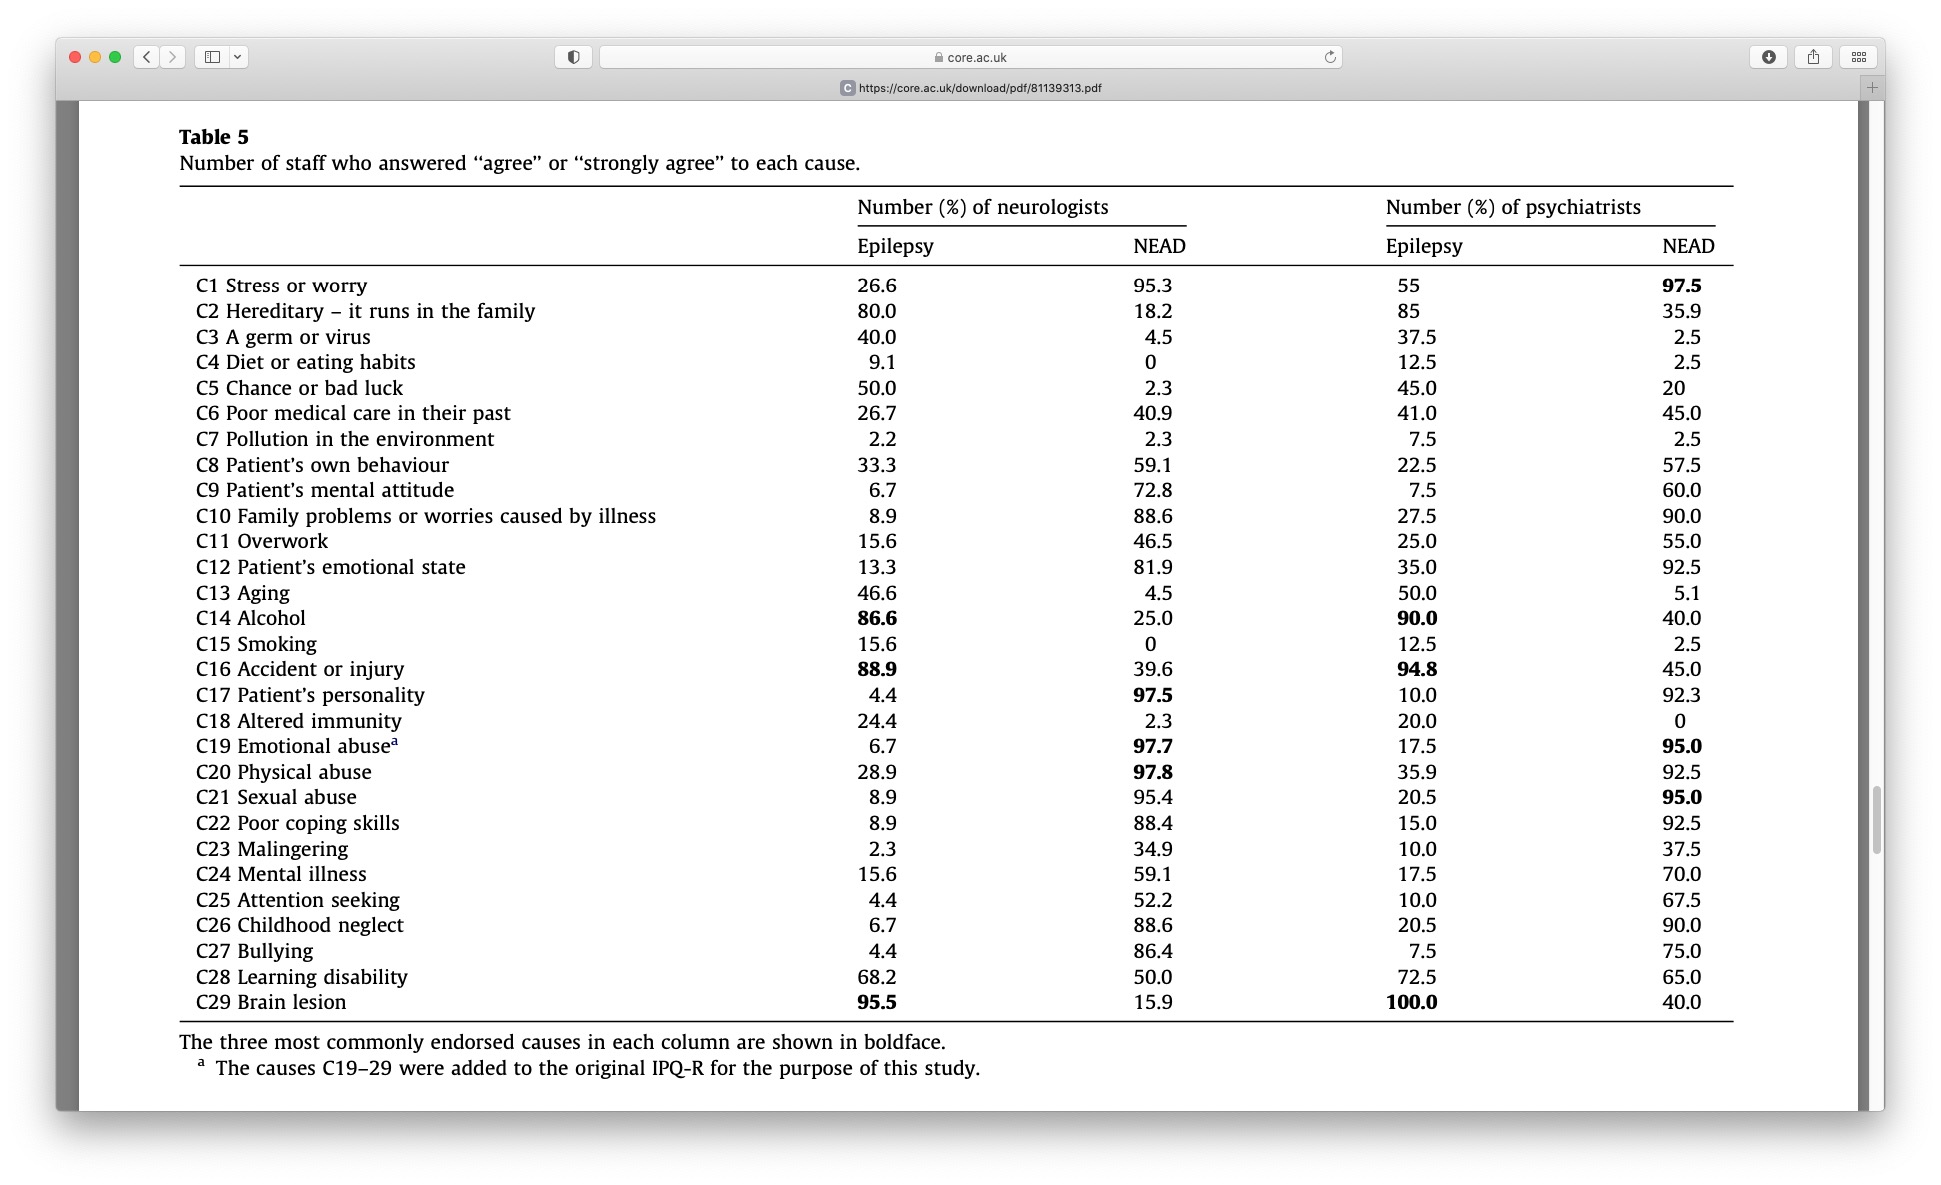 core.ac.uk
C https://core.ac.uk/download/pdf/81139313.pdf
Table 5
Number of staff who answered “agree” or “strongly agree” to each cause.
Number (%) of neurologists Number (%) of psychiatrists
Epilepsy NEAD Epilepsy NEAD
C1 Stress or worry 26.6 95.3 55 97.5
C2 Hereditary – it runs in the family 80.0 18.2 85 35.9
C3 A germ or virus 40.0 4.5 37.5 2.5
C4 Diet or eating habits 9.1 0 12.5 2.5
C5 Chance or bad luck 50.0 2.3 45.0 20
C6 Poor medical care in their past 26.7 40.9 41.0 45.0
C7 Pollution in the environment 2.2 2.3 7.5 2.5
C8 Patient’s own behaviour 33.3 59.1 22.5 57.5
C9 Patient’s mental attitude 6.7 72.8 7.5 60.0
C10 Family problems or worries caused by illness 8.9 88.6 27.5 90.0
C11 Overwork 15.6 46.5 25.0 55.0
C12 Patient’s emotional state 13.3 81.9 35.0 92.5
C13 Aging 46.6 4.5 50.0 5.1
C14 Alcohol 86.6 25.0 90.0 40.0
C15 Smoking 15.6 0 12.5 2.5
C16 Accident or injury 88.9 39.6 94.8 45.0
C17 Patient’s personality 4.4 97.5 10.0 92.3
C18 Altered immunity 24.4 2.3 20.0 0
C19 Emotional abuseᵃ 6.7 97.7 17.5 95.0
C20 Physical abuse 28.9 97.8 35.9 92.5
C21 Sexual abuse 8.9 95.4 20.5 95.0
C22 Poor coping skills 8.9 88.4 15.0 92.5
C23 Malingering 2.3 34.9 10.0 37.5
C24 Mental illness 15.6 59.1 17.5 70.0
C25 Attention seeking 4.4 52.2 10.0 67.5
C26 Childhood neglect 6.7 88.6 20.5 90.0
C27 Bullying 4.4 86.4 7.5 75.0
C28 Learning disability 68.2 50.0 72.5 65.0
C29 Brain lesion 95.5 15.9 100.0 40.0
The three most commonly endorsed causes in each column are shown in boldface.
ᵃ The causes C19–29 were added to the original IPQ-R for the purpose of this study.